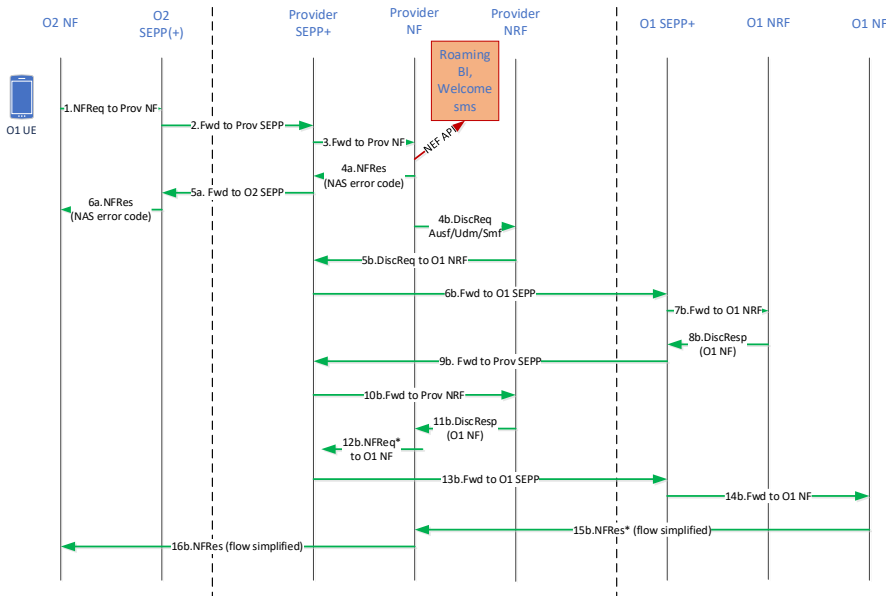 O2 NF
O2
SEPP(+)
Provider
SEPP+
Provider
NF
Provider
NRF
O1 SEPP+
O1 NRF
O1 NF
Roaming
BI,
Welcome
sms
O1 UE
1.NFReq to Prov NF
2.Fwd to Prov SEPP
3.Fwd to Prov NF
NEF API
4a.NFRes
(NAS error code)
5a. Fwd to O2 SEPP
6a.NFRes
(NAS error code)
4b.DiscReq
Ausf/Udm/Smf
5b.DiscReq to O1 NRF
6b.Fwd to O1 SEPP
7b.Fwd to O1 NRF
8b.DiscResp
(O1 NF)
9b. Fwd to Prov SEPP
10b.Fwd to Prov NRF
11b.DiscResp
(O1 NF)
12b.NFReq*
to O1 NF
13b.Fwd to O1 SEPP
14b.Fwd to O1 NF
15b.NFRes* (flow simplified)
16b.NFRes (flow simplified)